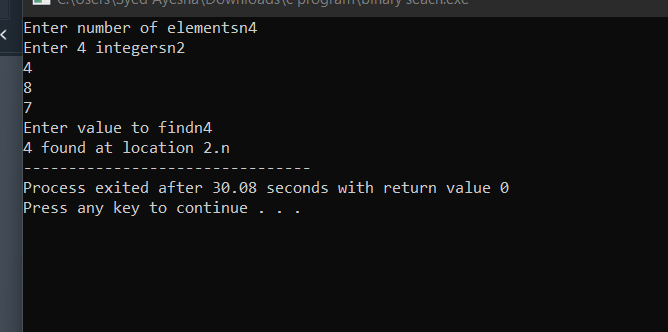 C:\Users\Syed Ayesha\Downloads\c program\binary seach.exe
Enter number of elementsn4
Enter 4 integersn2
4
8
7
Enter value to findn4
4 found at location 2.n
--------------------------------
Process exited after 30.08 seconds with return value 0
Press any key to continue . . .